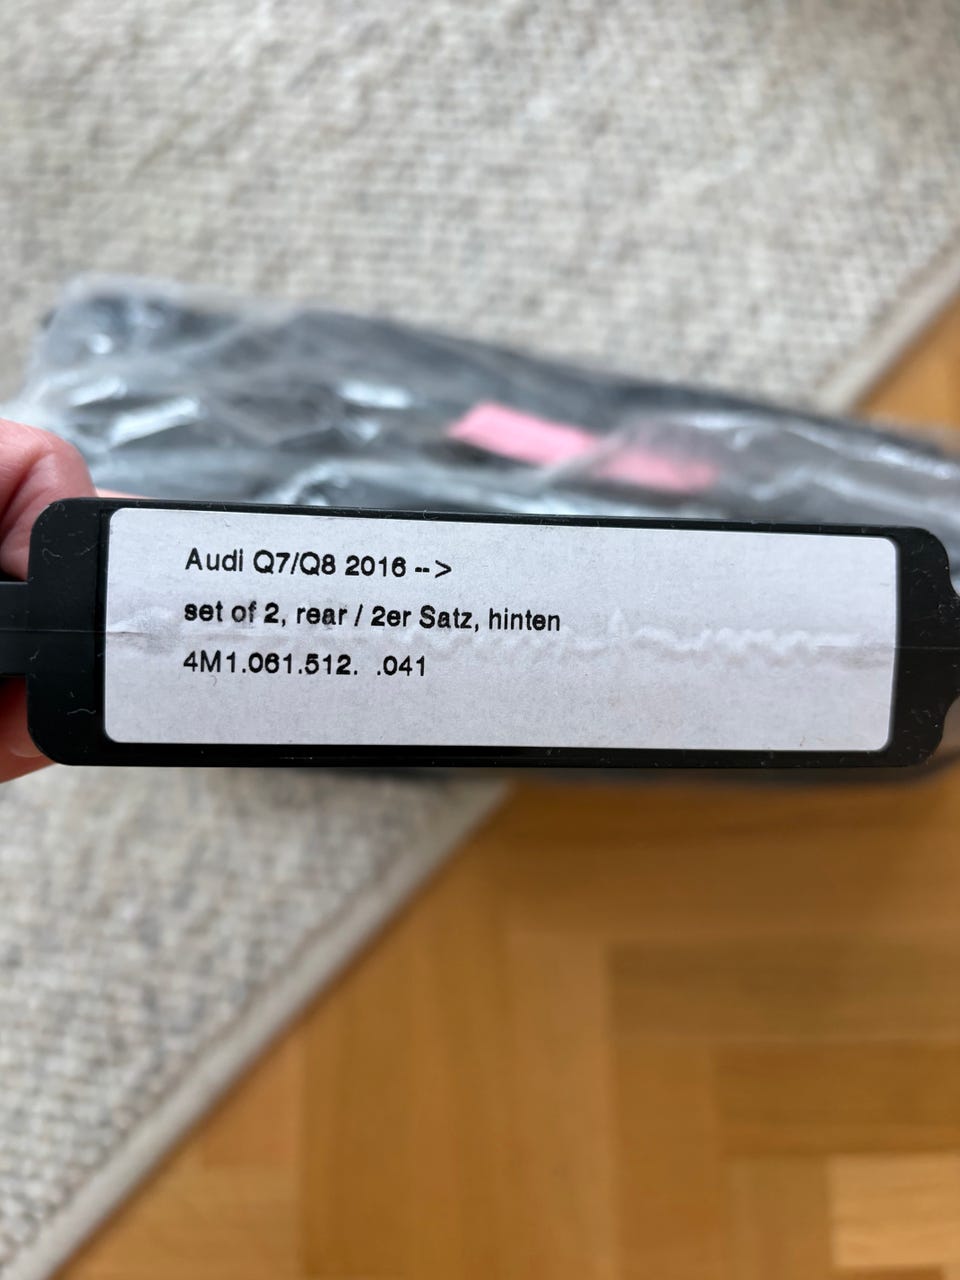 Audi Q7/Q8 2016 -->
set of 2, rear / 2er Satz, hinten
4M1.061.512.  .041